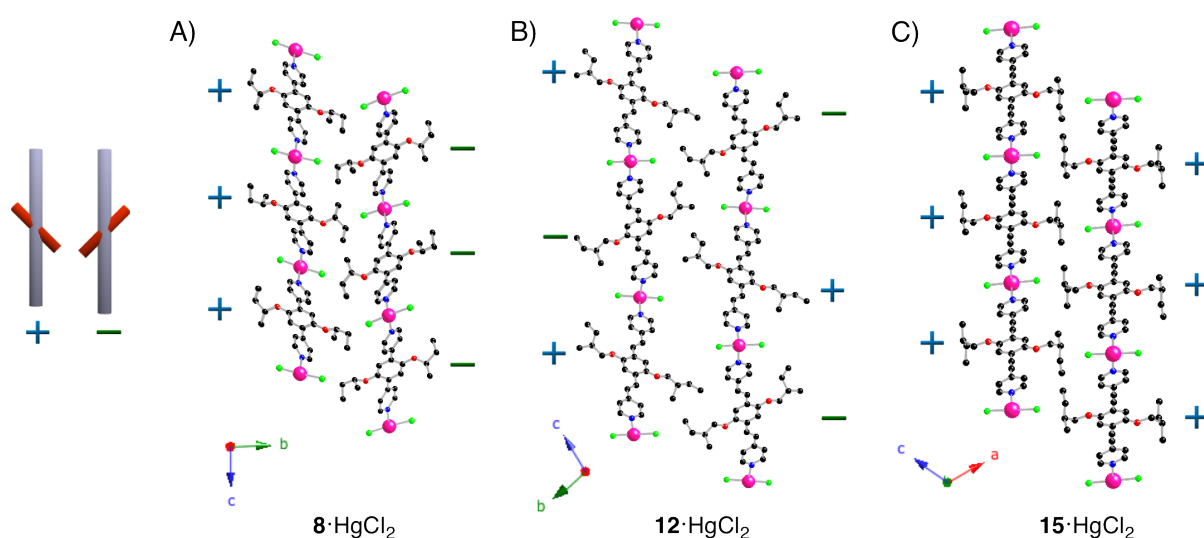 A)
B)
C)
+
+
+
−
−
−
+
−
+
−
+
−
+
+
+
+
+
+
+ −
b
c
c
b
c
a
b
8·HgCl₂
12·HgCl₂
15·HgCl₂